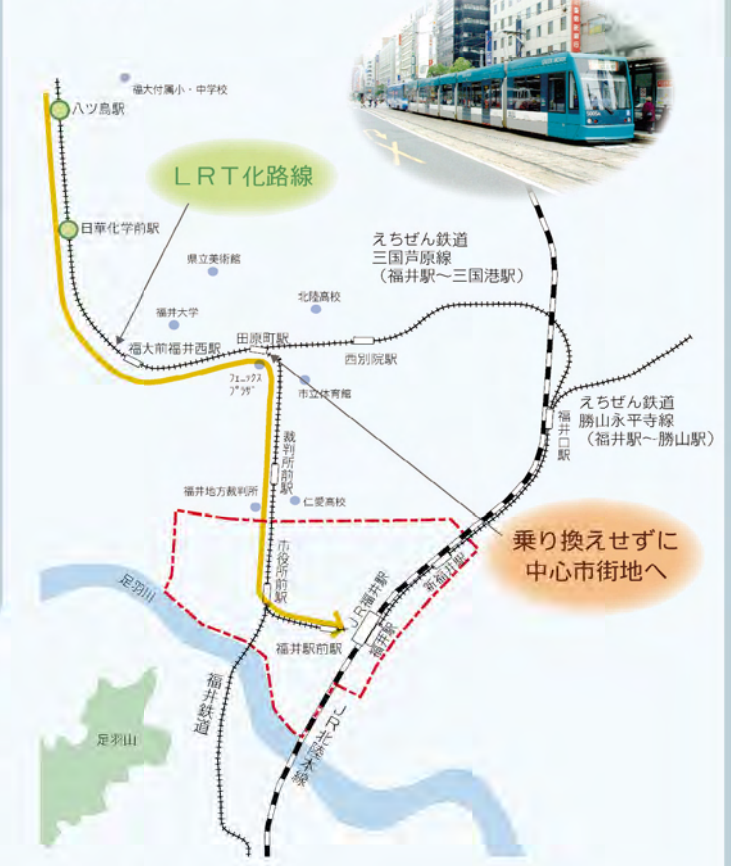 福大付属小・中学校
八ツ島駅
LRT化路線
日華化学前駅
県立美術館
えちぜん鉄道
三国芦原線
(福井駅～三国港駅)
北陸高校
福井大学
田原町駅
福大前福井西駅
西別院駅
フェニックス
プラザ
市立体育館
えちぜん鉄道
勝山永平寺線
(福井駅～勝山駅)
福井口駅
裁判所前駅
福井地方裁判所
仁愛高校
乗り換えせずに
中心市街地へ
市役所前駅
新福井駅
足羽川
JR福井駅
福井駅
福井駅前駅
福井鉄道
足羽山
JR北陸本線